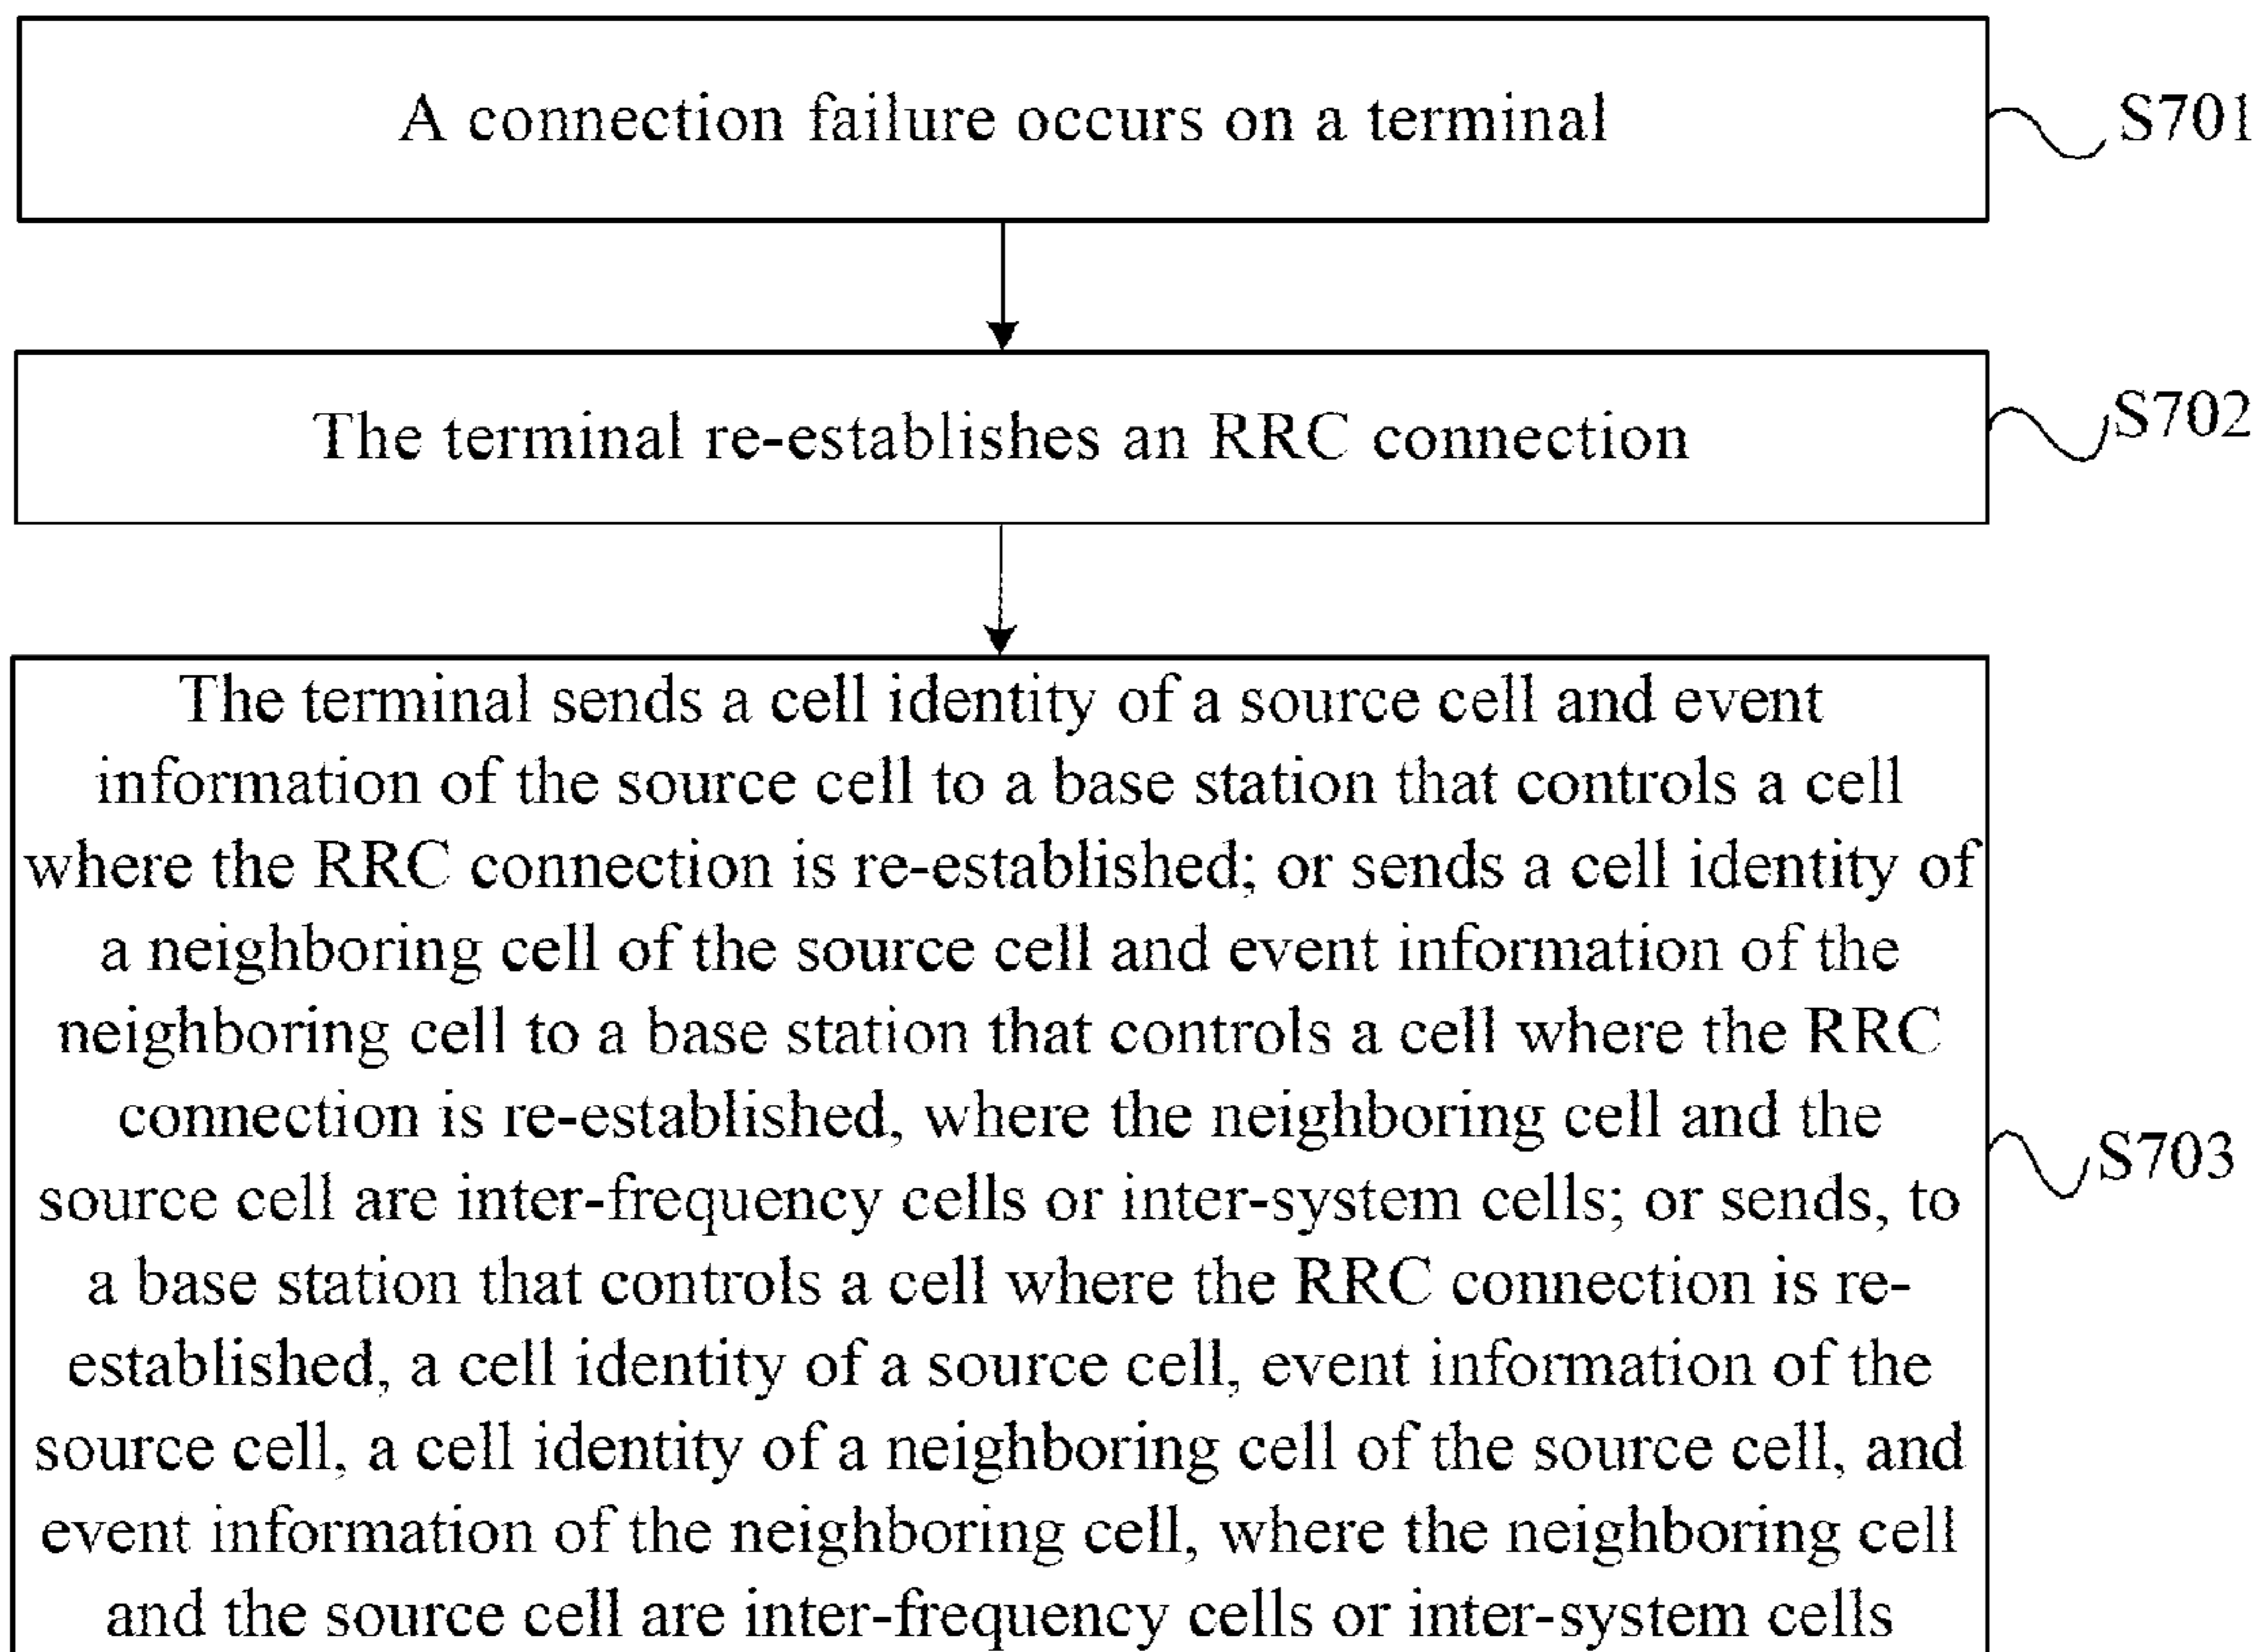 A connection failure occurs on a terminal
S701
The terminal re-establishes an RRC connection
S702
The terminal sends a cell identity of a source cell and event
information of the source cell to a base station that controls a cell
where the RRC connection is re-established; or sends a cell identity of
a neighboring cell of the source cell and event information of the
neighboring cell to a base station that controls a cell where the RRC
connection is re-established, where the neighboring cell and the
source cell are inter-frequency cells or inter-system cells; or sends, to
a base station that controls a cell where the RRC connection is re-
established, a cell identity of a source cell, event information of the
source cell, a cell identity of a neighboring cell of the source cell, and
event information of the neighboring cell, where the neighboring cell
and the source cell are inter-frequency cells or inter-system cells
S703